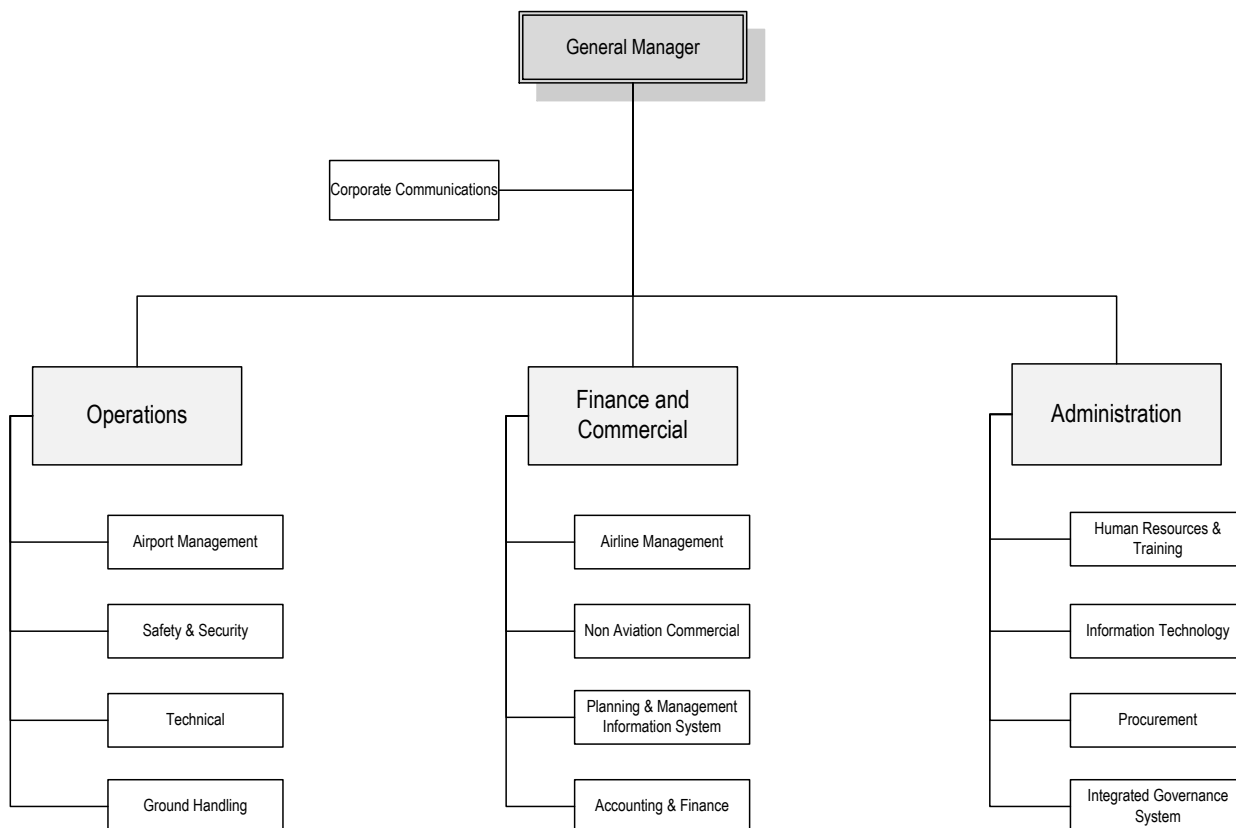 General Manager
Corporate Communications
Operations
Finance and
Commercial
Administration
Airport Management
Airline Management
Human Resources &
Training
Safety & Security
Non Aviation Commercial
Information Technology
Technical
Planning & Management
Information System
Procurement
Ground Handling
Accounting & Finance
Integrated Governance
System